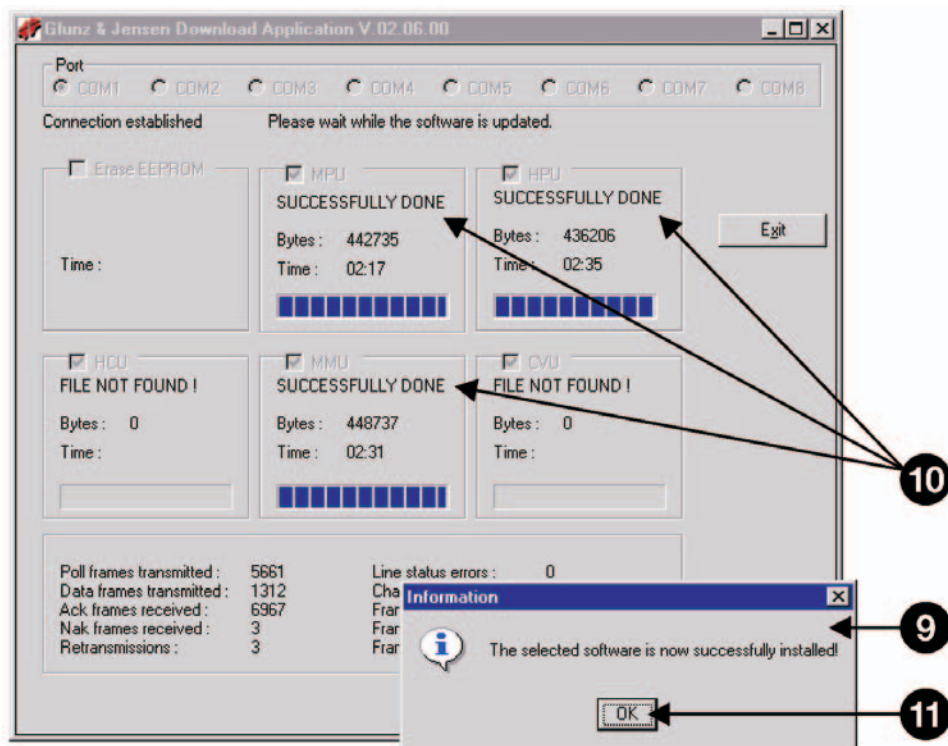 Glunz & Jensen Download Application V.02.06.00
Port
COM1 COM2 COM3 COM4 COM5 COM6 COM7 COM8
Connection established Please wait while the software is updated.
Erase EEPROM
Time :
MPU
SUCCESSFULLY DONE
Bytes : 442735
Time : 02:17
HPU
SUCCESSFULLY DONE
Bytes : 436206
Time : 02:35
Exit
HCU
FILE NOT FOUND !
Bytes : 0
Time :
MMU
SUCCESSFULLY DONE
Bytes : 448737
Time : 02:31
CVU
FILE NOT FOUND !
Bytes : 0
Time :
10
Poll frames transmitted : 5661
Data frames transmitted : 1312
Ack frames received : 6967
Nak frames received : 3
Retransmissions : 3
Line status errors : 0
Cha
Fran
Fran
Fran
Information
The selected software is now successfully installed!
OK
9
11